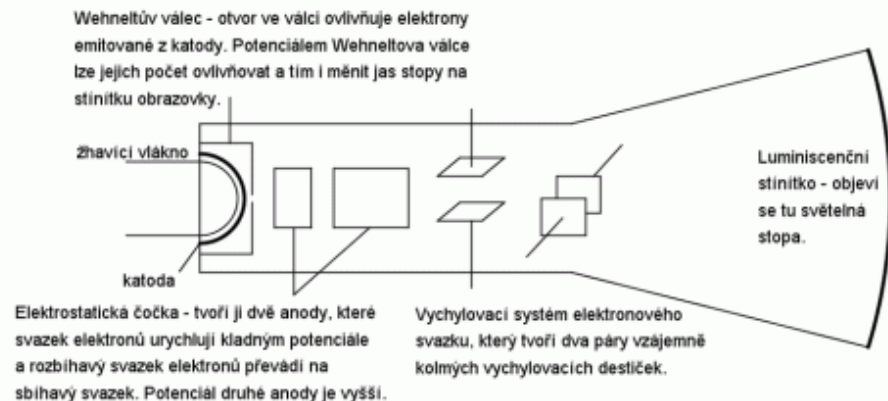 Wehneltův válec - otvor ve válci ovlivňuje elektrony
emitované z katody. Potenciálem Wehneltova válce
lze jejich počet ovlivňovat a tím i měnit jas stopy na
stínítku obrazovky.
žhavící vlákno
Luminiscenční
stínítko - objeví
se tu světelná
stopa.
katoda
Elektrostatická čočka - tvoří ji dvě anody, které
svazek elektronů urychlují kladným potenciále
a rozbíhavý svazek elektronů převádí na
sbíhavý svazek. Potenciál druhé anody je vyšší.
Vychylovací systém elektronového
svazku, který tvoří dva páry vzájemně
kolmých vychylovacích destiček.